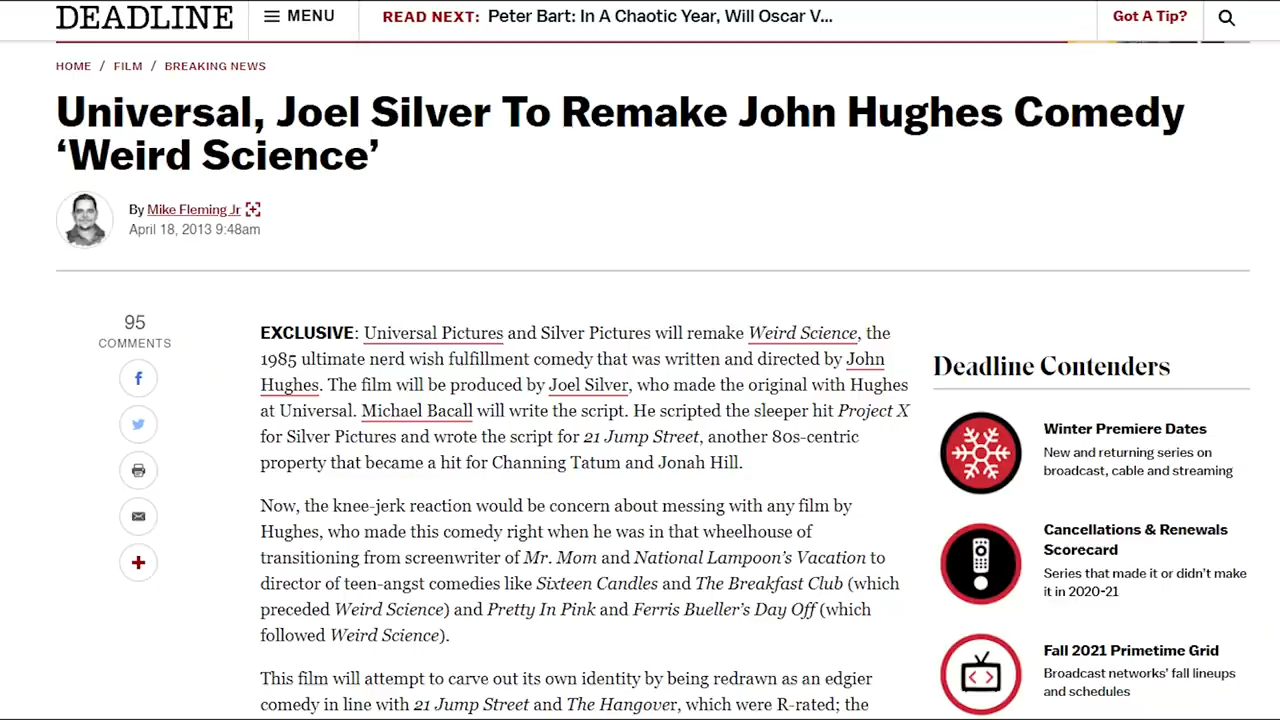 DEADLINE
MENU
READ NEXT: Peter Bart: In A Chaotic Year, Will Oscar V...
Got A Tip?
HOME / FILM / BREAKING NEWS
Universal, Joel Silver To Remake John Hughes Comedy
‘Weird Science’
By Mike Fleming Jr
April 18, 2013 9:48am
95
COMMENTS
EXCLUSIVE: Universal Pictures and Silver Pictures will remake Weird Science, the
1985 ultimate nerd wish fulfillment comedy that was written and directed by John
Hughes. The film will be produced by Joel Silver, who made the original with Hughes
at Universal. Michael Bacall will write the script. He scripted the sleeper hit Project X
for Silver Pictures and wrote the script for 21 Jump Street, another 80s-centric
property that became a hit for Channing Tatum and Jonah Hill.
Now, the knee-jerk reaction would be concern about messing with any film by
Hughes, who made this comedy right when he was in that wheelhouse of
transitioning from screenwriter of Mr. Mom and National Lampoon’s Vacation to
director of teen-angst comedies like Sixteen Candles and The Breakfast Club (which
preceded Weird Science) and Pretty In Pink and Ferris Bueller’s Day Off (which
followed Weird Science).
This film will attempt to carve out its own identity by being redrawn as an edgier
comedy in line with 21 Jump Street and The Hangover, which were R-rated; the
Deadline Contenders
Winter Premiere Dates
New and returning series on
broadcast, cable and streaming
Cancellations & Renewals
Scorecard
Series that made it or didn’t make
it in 2020-21
Fall 2021 Primetime Grid
Broadcast networks’ fall lineups
and schedules